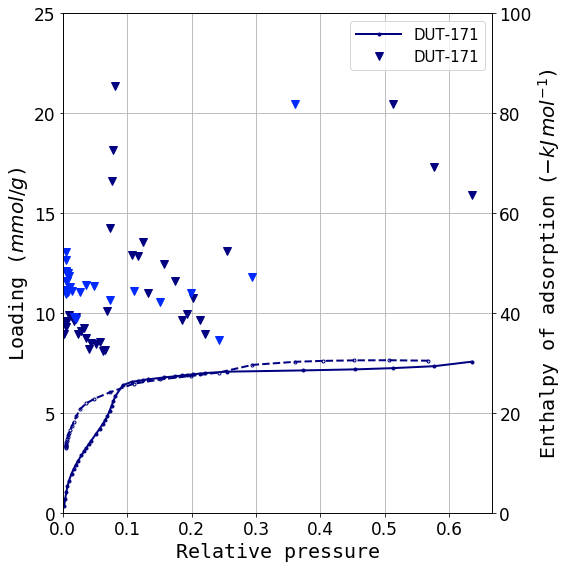 25
20
15
10
5
0
Loading (mmol/g)
100
80
60
40
20
0
Enthalpy of adsorption (−kJ mol⁻¹)
DUT-171
DUT-171
0.0 0.1 0.2 0.3 0.4 0.5 0.6
Relative pressure